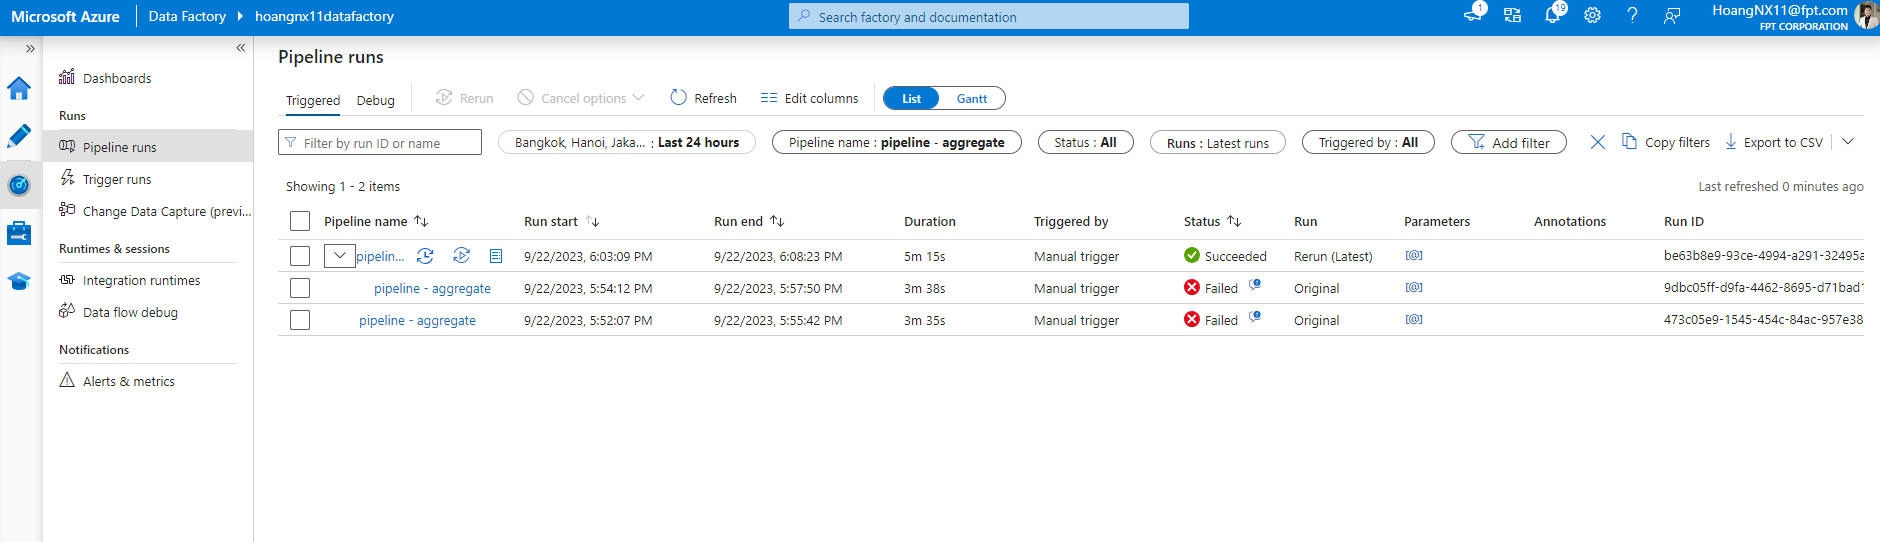 Microsoft Azure Data Factory hoangnx11datafactory Search factory and documentation 1 19 HoangNX11@fpt.com
FPT CORPORATION
Dashboards
Runs
Pipeline runs
Trigger runs
Change Data Capture (previ...
Runtimes & sessions
Integration runtimes
Data flow debug
Notifications
Alerts & metrics
Pipeline runs
Triggered Debug Rerun Cancel options Refresh Edit columns List Gantt
Filter by run ID or name Bangkok, Hanoi, Jaka... : Last 24 hours Pipeline name : pipeline - aggregate Status : All Runs : Latest runs Triggered by : All Add filter Copy filters Export to CSV
Showing 1 - 2 items Last refreshed 0 minutes ago
Pipeline name Run start Run end Duration Triggered by Status Run Parameters Annotations Run ID
pipelin... 9/22/2023, 6:03:09 PM 9/22/2023, 6:08:23 PM 5m 15s Manual trigger Succeeded Rerun (Latest) [@] be63b8e9-93ce-4994-a291-32495a
pipeline - aggregate 9/22/2023, 5:54:12 PM 9/22/2023, 5:57:50 PM 3m 38s Manual trigger Failed Original [@] 9dbc05ff-d9fa-4462-8695-d71bad1
pipeline - aggregate 9/22/2023, 5:52:07 PM 9/22/2023, 5:55:42 PM 3m 35s Manual trigger Failed Original [@] 473c05e9-1545-454c-84ac-957e38